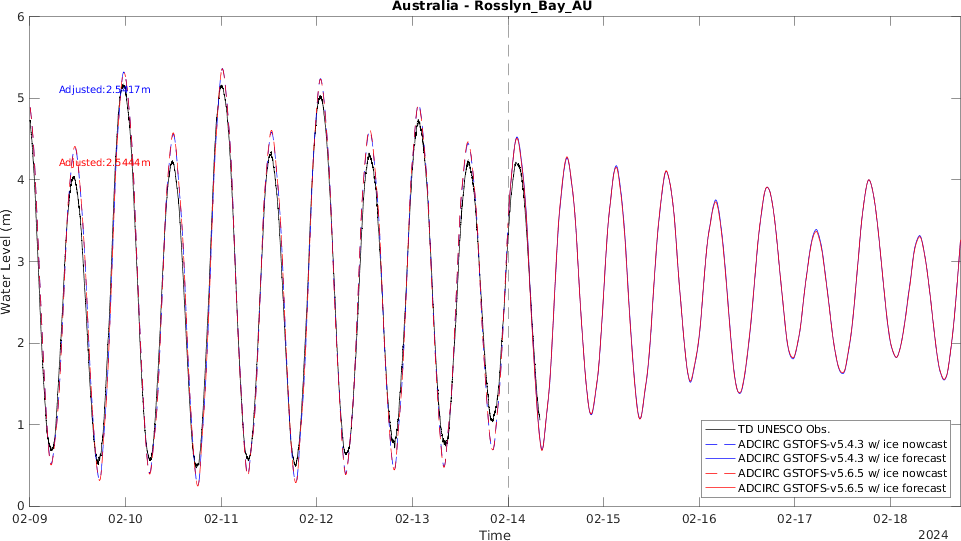 Australia - Rosslyn_Bay_AU
6
5
4
3
2
1
0
Water Level (m)
Adjusted:2.5444m
TD UNESCO Obs.
ADCIRC GSTOFS-v5.4.3 w/ ice nowcast
ADCIRC GSTOFS-v5.4.3 w/ ice forecast
ADCIRC GSTOFS-v5.6.5 w/ ice nowcast
ADCIRC GSTOFS-v5.6.5 w/ ice forecast
02-09 02-10 02-11 02-12 02-13 02-14 02-15 02-16 02-17 02-18
Time
2024